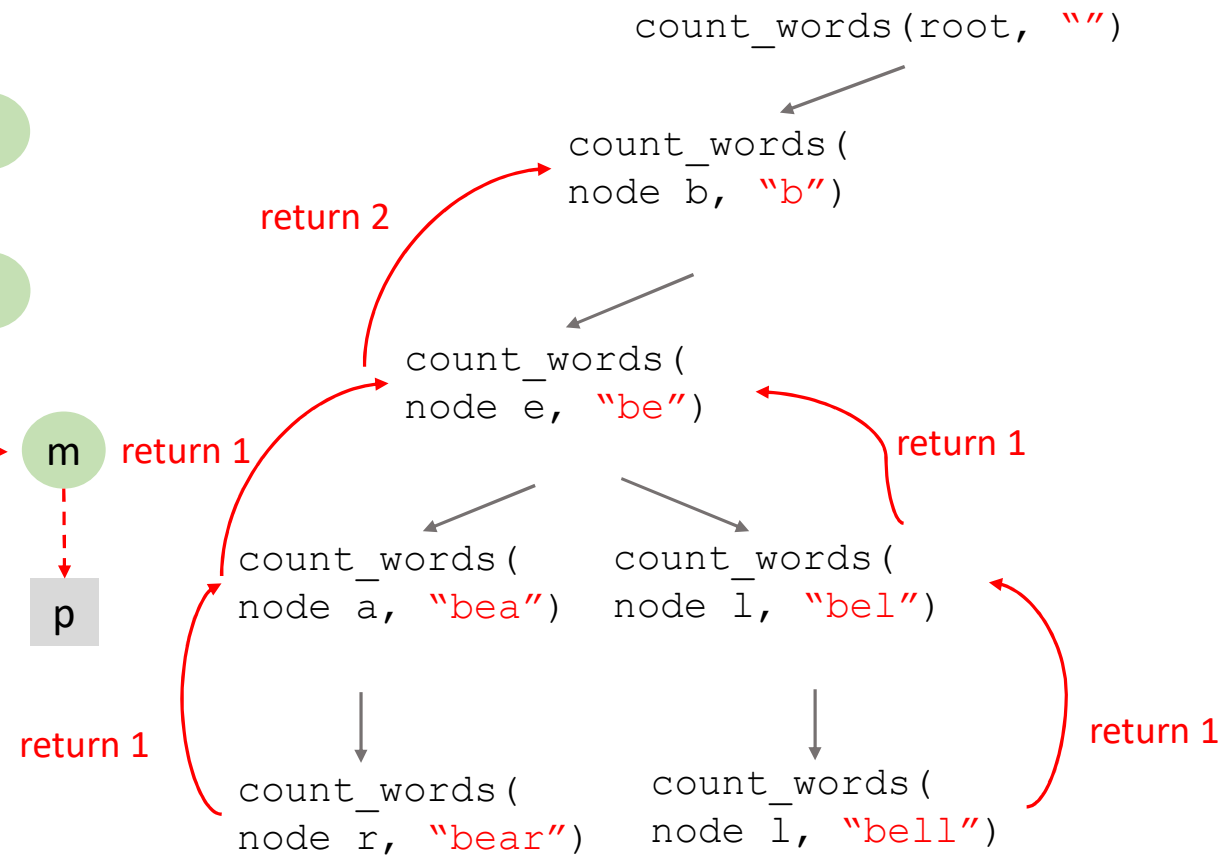 count_words(root, “”)
count_words(
node b, “b”)
return 2
count_words(
node e, “be”)
m
return 1
return 1
count_words(
node a, “bea”)
count_words(
node l, “bel”)
p
return 1
return 1
count_words(
node r, “bear”)
count_words(
node l, “bell”)